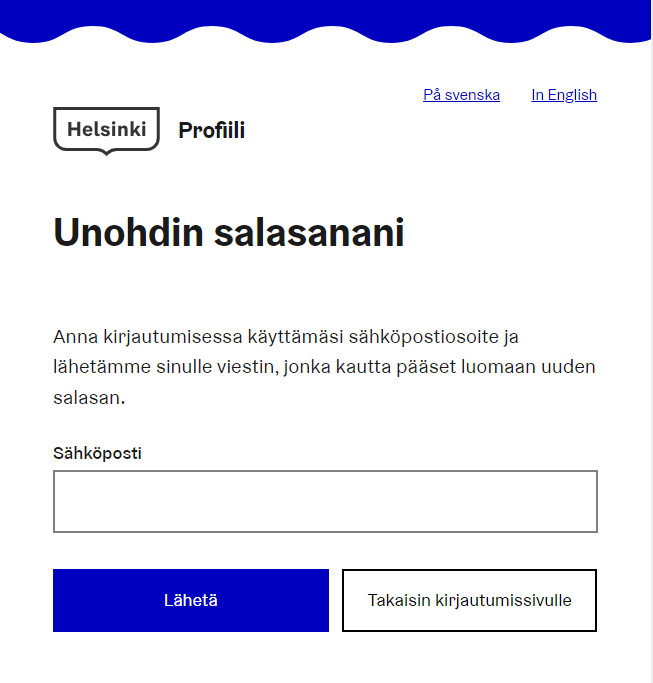 På svenska In English
Helsinki Profiili
Unohdin salasanani
Anna kirjautumisessa käyttämäsi sähköpostiosoite ja
lähetämme sinulle viestin, jonka kautta pääset luomaan uuden
salasan.
Sähköposti
Lähetä Takaisin kirjautumissivulle